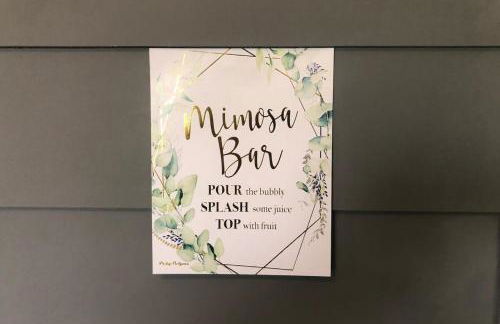 Mimosa
Bar
POUR the bubbly
SPLASH some juice
TOP with fruit